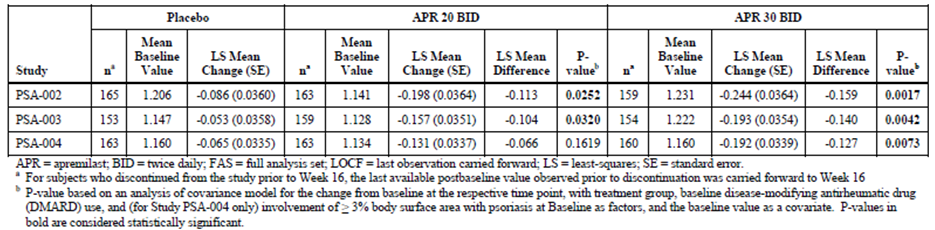 Placebo APR 20 BID APR 30 BID
Study nᵃ Mean Baseline Value LS Mean Change (SE) nᵃ Mean Baseline Value LS Mean Change (SE) LS Mean Difference P-valueᵇ nᵃ Mean Baseline Value LS Mean Change (SE) LS Mean Difference P-valueᵇ
PSA-002 165 1.206 -0.086 (0.0360) 163 1.141 -0.198 (0.0364) -0.113 0.0252 159 1.231 -0.244 (0.0364) -0.159 0.0017
PSA-003 153 1.147 -0.053 (0.0358) 159 1.128 -0.157 (0.0351) -0.104 0.0320 154 1.222 -0.193 (0.0354) -0.140 0.0042
PSA-004 163 1.160 -0.065 (0.0335) 163 1.134 -0.131 (0.0337) -0.066 0.1619 160 1.160 -0.192 (0.0339) -0.127 0.0073
APR = apremilast; BID = twice daily; FAS = full analysis set; LOCF = last observation carried forward; LS = least-squares; SE = standard error.
ᵃ For subjects who discontinued from the study prior to Week 16, the last available postbaseline value observed prior to discontinuation was carried forward to Week 16
ᵇ P-value based on an analysis of covariance model for the change from baseline at the respective time point, with treatment group, baseline disease-modifying antirheumatic drug
(DMARD) use, and (for Study PSA-004 only) involvement of ≥ 3% body surface area with psoriasis at Baseline as factors, and the baseline value as a covariate. P-values in
bold are considered statistically significant.